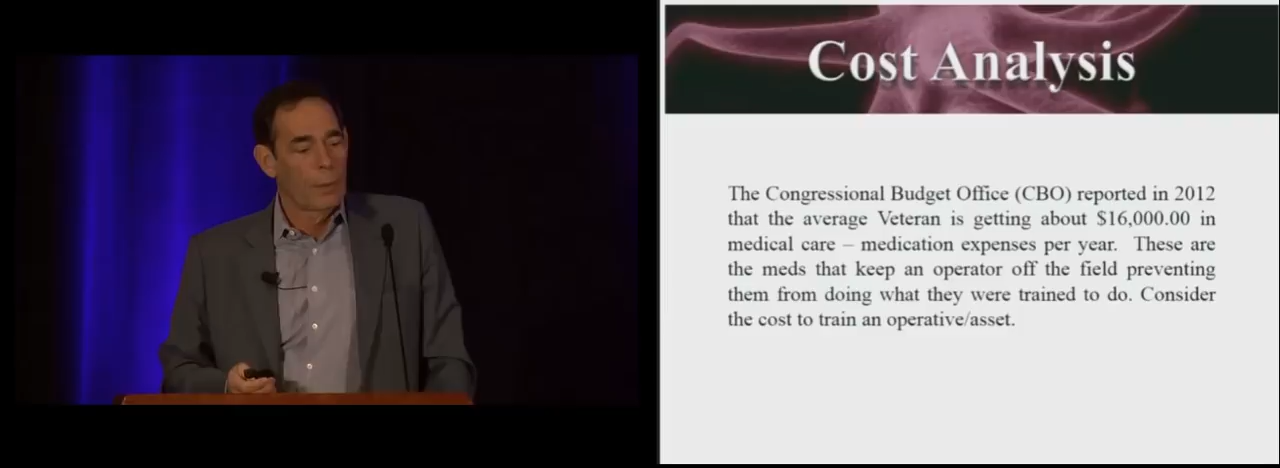 Cost Analysis
The Congressional Budget Office (CBO) reported in 2012
that the average Veteran is getting about $16,000.00 in
medical care – medication expenses per year. These are
the meds that keep an operator off the field preventing
them from doing what they were trained to do. Consider
the cost to train an operative/asset.